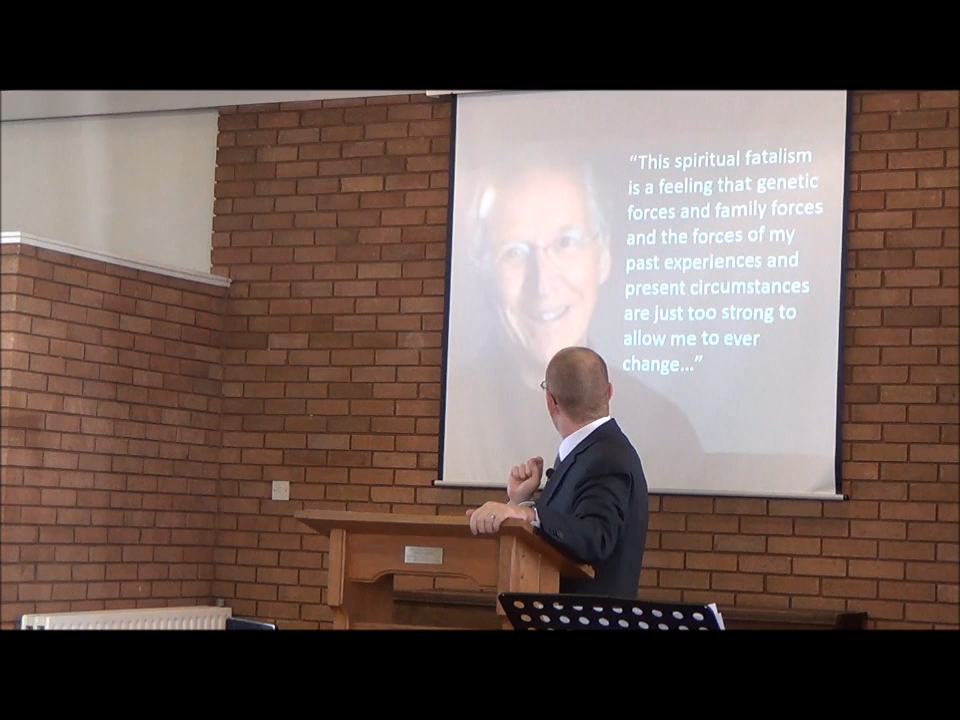 “This spiritual fatalism
is a feeling that genetic
forces and family forces
and the forces of my
past experiences and
present circumstances
are just too strong to
allow me to ever
change...”